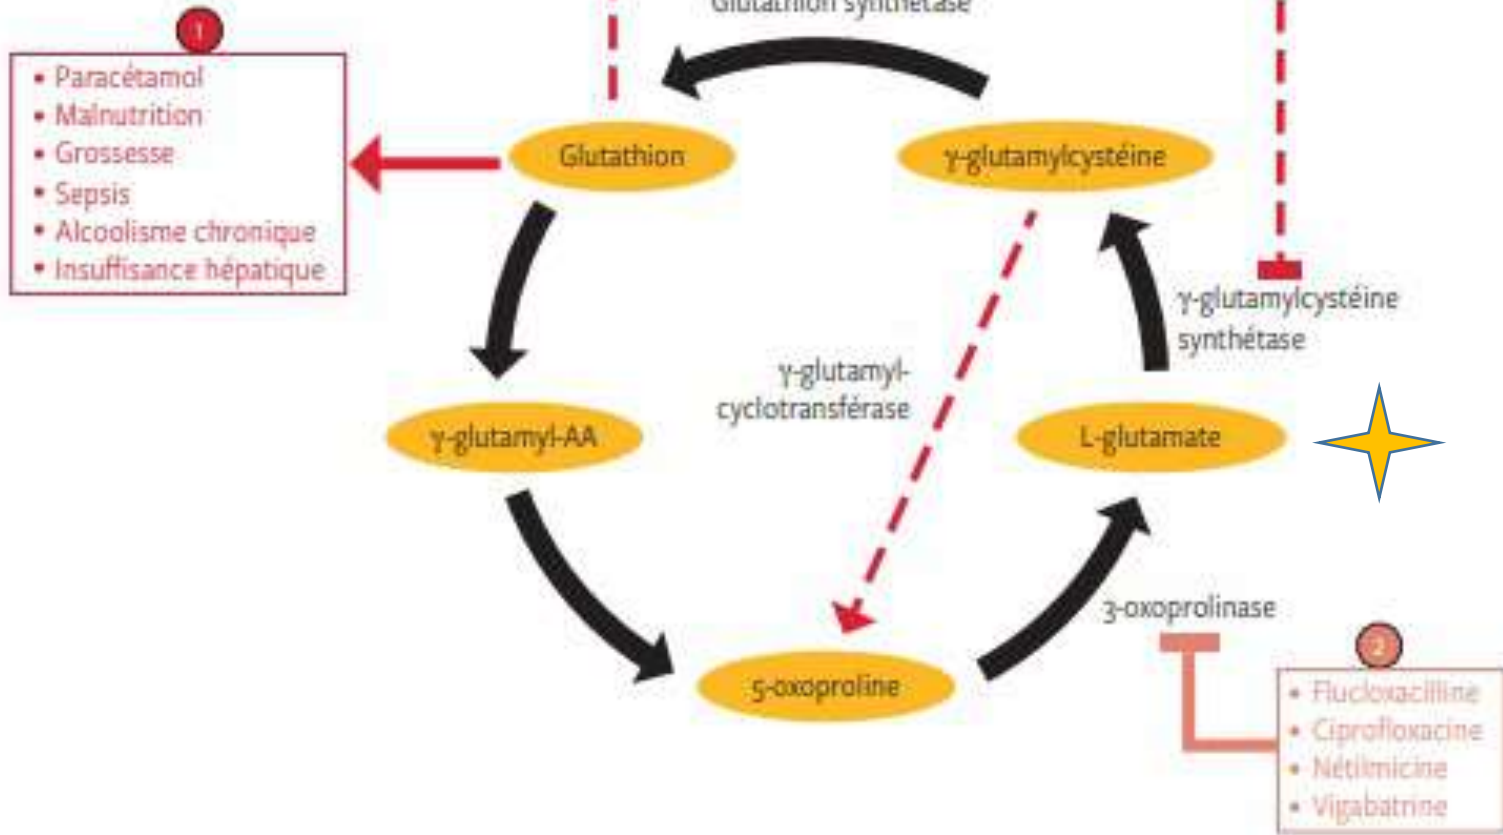 Glutathion synthétase
1
• Paracétamol
• Malnutrition
• Grossesse
• Sepsis
• Alcoolisme chronique
• Insuffisance hépatique
Glutathion
γ-glutamylcystéine
γ-glutamylcystéine
synthétase
γ-glutamyl-
cyclotransférase
γ-glutamyl-AA
L-glutamate
3-oxoprolinase
5-oxoproline
2
• Flucloxacilline
• Ciprofloxacine
• Nétilmicine
• Vigabatrine